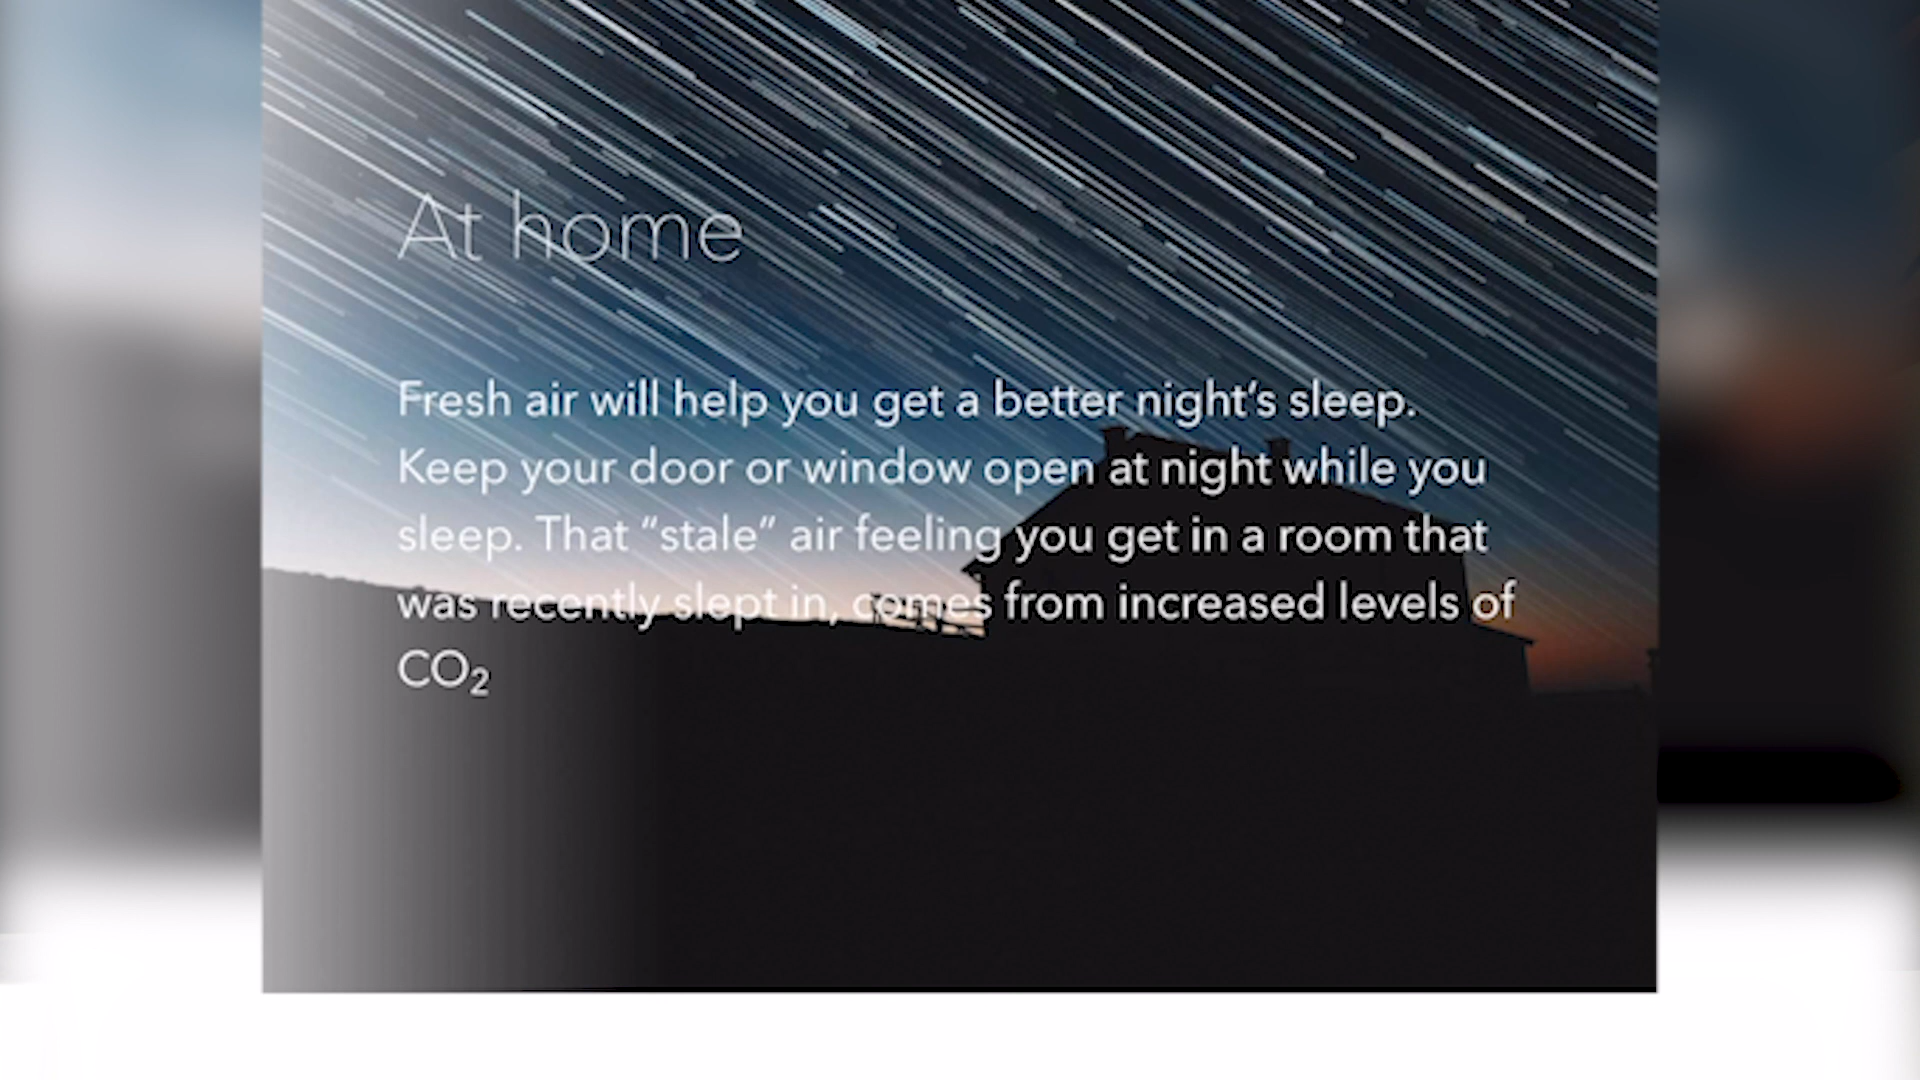 At home
Fresh air will help you get a better night's sleep.
Keep your door or window open at night while you
sleep. That “stale” air feeling you get in a room that
was recently slept in, comes from increased levels of
CO₂